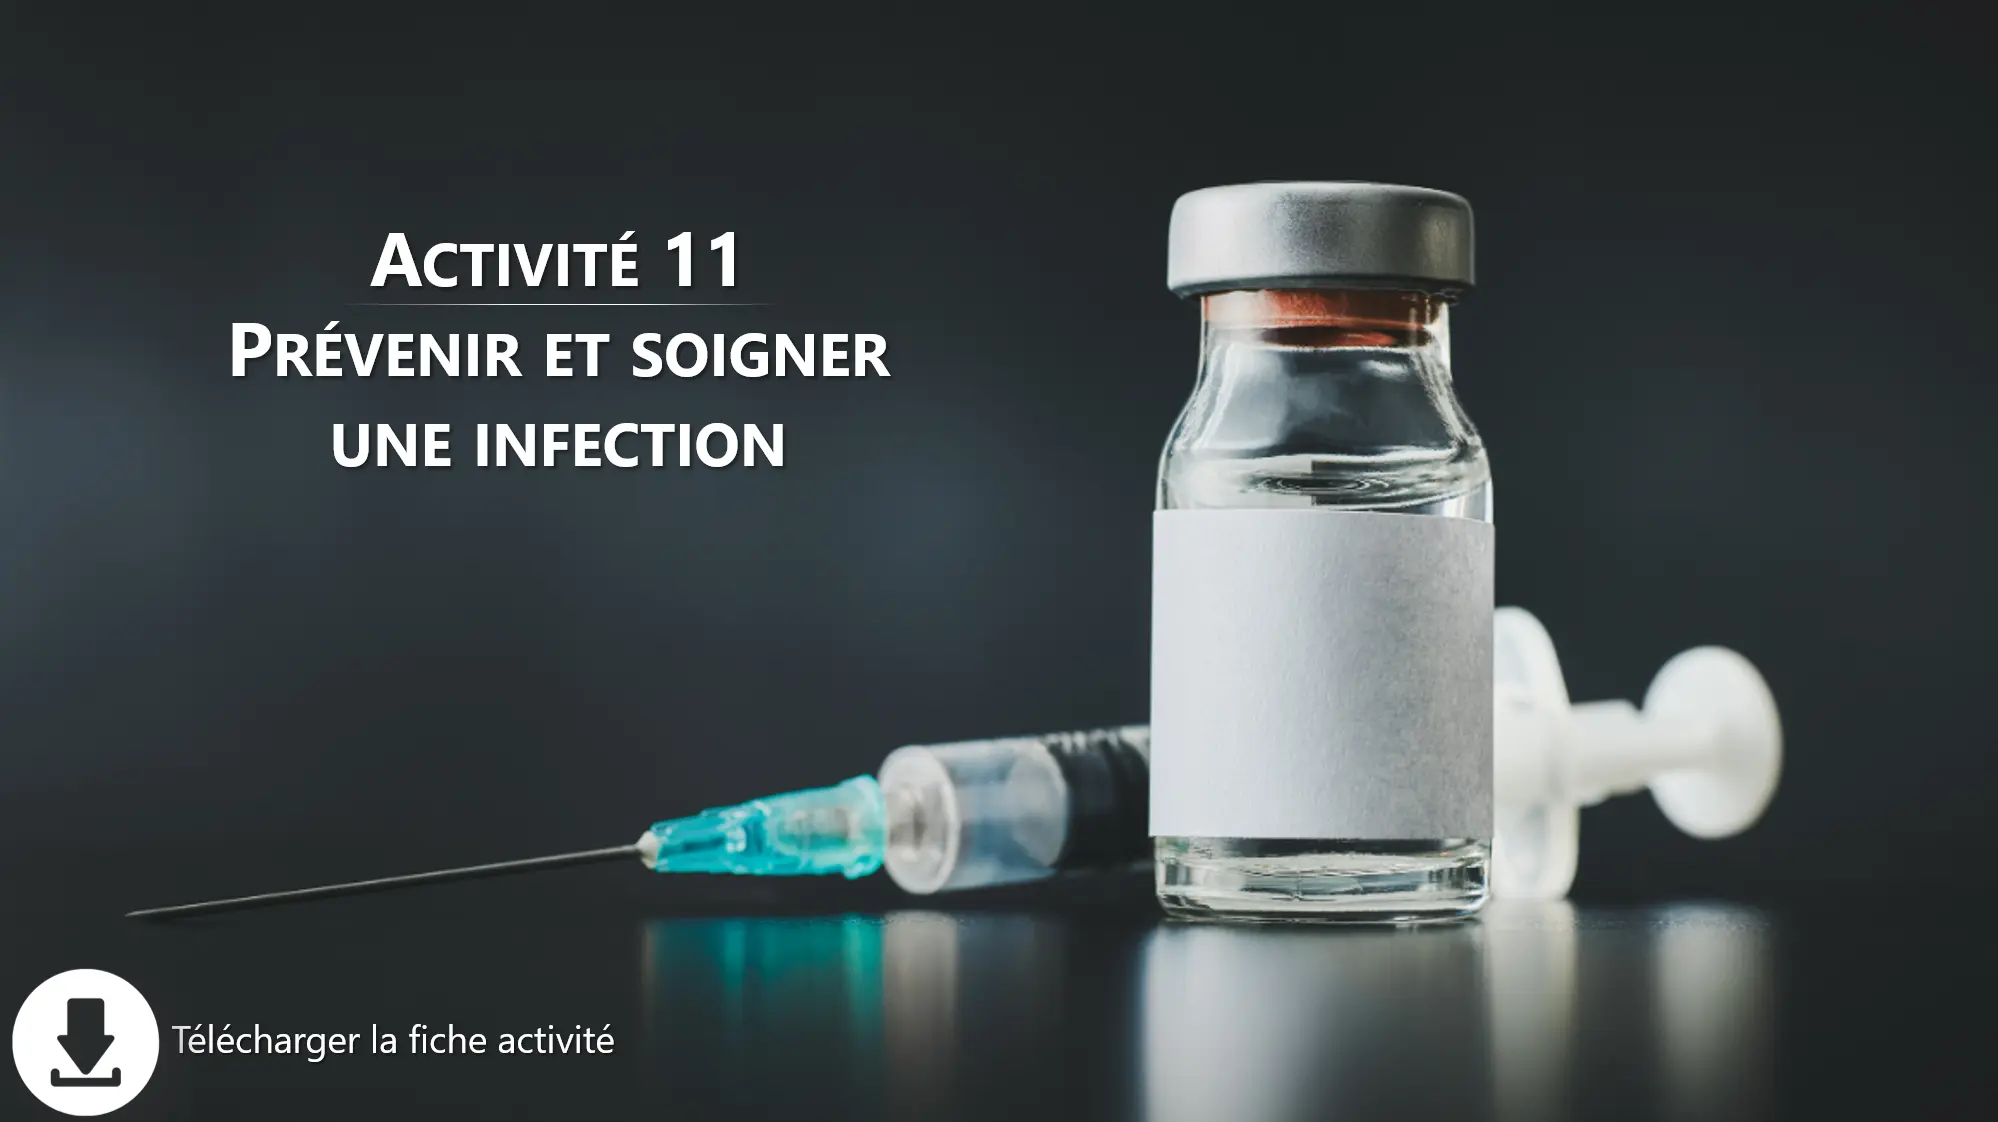 Activité 11
Prévenir et soigner
une infection
Télécharger la fiche activité